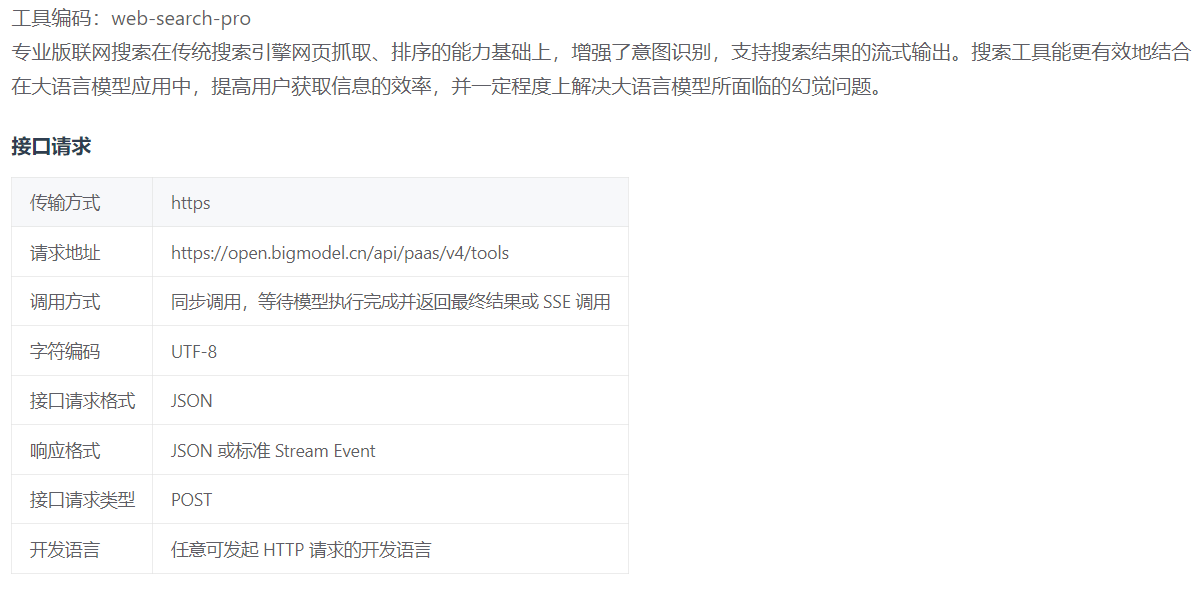 工具编码：web-search-pro
专业版联网搜索在传统搜索引擎网页抓取、排序的能力基础上，增强了意图识别，支持搜索结果的流式输出。搜索工具能更有效地结合
在大语言模型应用中，提高用户获取信息的效率，并一定程度上解决大语言模型所面临的幻觉问题。
接口请求
传输方式 https
请求地址 https://open.bigmodel.cn/api/paas/v4/tools
调用方式 同步调用，等待模型执行完成并返回最终结果或 SSE 调用
字符编码 UTF-8
接口请求格式 JSON
响应格式 JSON 或标准 Stream Event
接口请求类型 POST
开发语言 任意可发起 HTTP 请求的开发语言